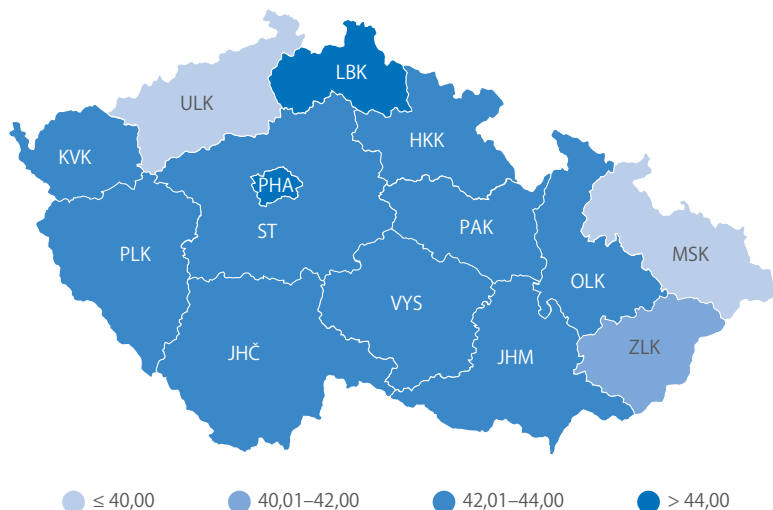 LBK
ULK
HKK
KVK
PHA
ST
PAK
PLK
MSK
OLK
VYS
ZLK
JHČ
JHM
≤ 40,00 40,01–42,00 42,01–44,00 > 44,00